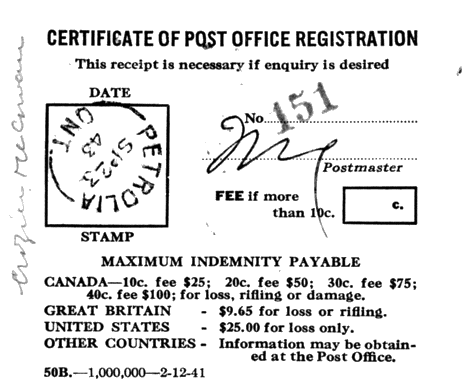 CERTIFICATE OF POST OFFICE REGISTRATION
This receipt is necessary if enquiry is desired
DATE
No 151
PETROLIA
SP 23
43
ONT
Postmaster
FEE if more
than 10c.
c.
STAMP
MAXIMUM INDEMNITY PAYABLE
CANADA—10c. fee $25; 20c. fee $50; 30c. fee $75;
40c. fee $100; for loss, rifling or damage.
GREAT BRITAIN - $9.65 for loss or rifling.
UNITED STATES - $25.00 for loss only.
OTHER COUNTRIES - Information may be obtain-
ed at the Post Office.
50B.—1,000,000—2-12-41